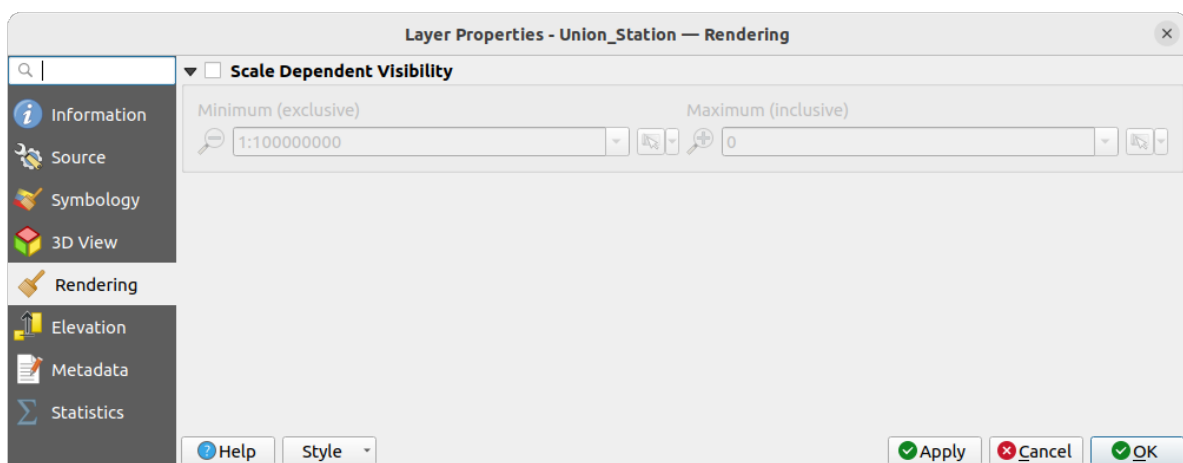 Layer Properties - Union_Station — Rendering
Scale Dependent Visibility
Information
Source
Symbology
3D View
Rendering
Elevation
Metadata
Statistics
Minimum (exclusive)
Maximum (inclusive)
1:100000000
0
Help
Style
Apply
Cancel
OK